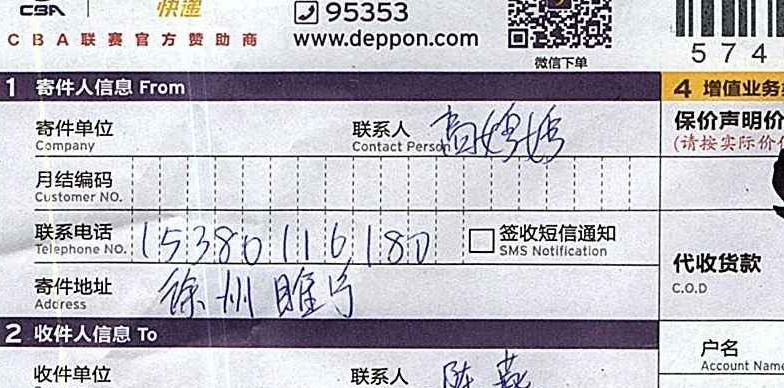 CBA 快递 95353
CBA联赛官方赞助商 www.deppon.com
微信下单
574
1 寄件人信息 From
4 增值业务
寄件单位 Company 联系人 Contact Person 高婷婷
保价声明价
(请按实际价
月结编码 Customer NO.
联系电话 Telephone NO. 15380116180 签收短信通知 SMS Notification
代收货款 C.O.D
寄件地址 Address 徐州睢宁
2 收件人信息 To
户名 Account Nam
收件单位 联系人 陈燕